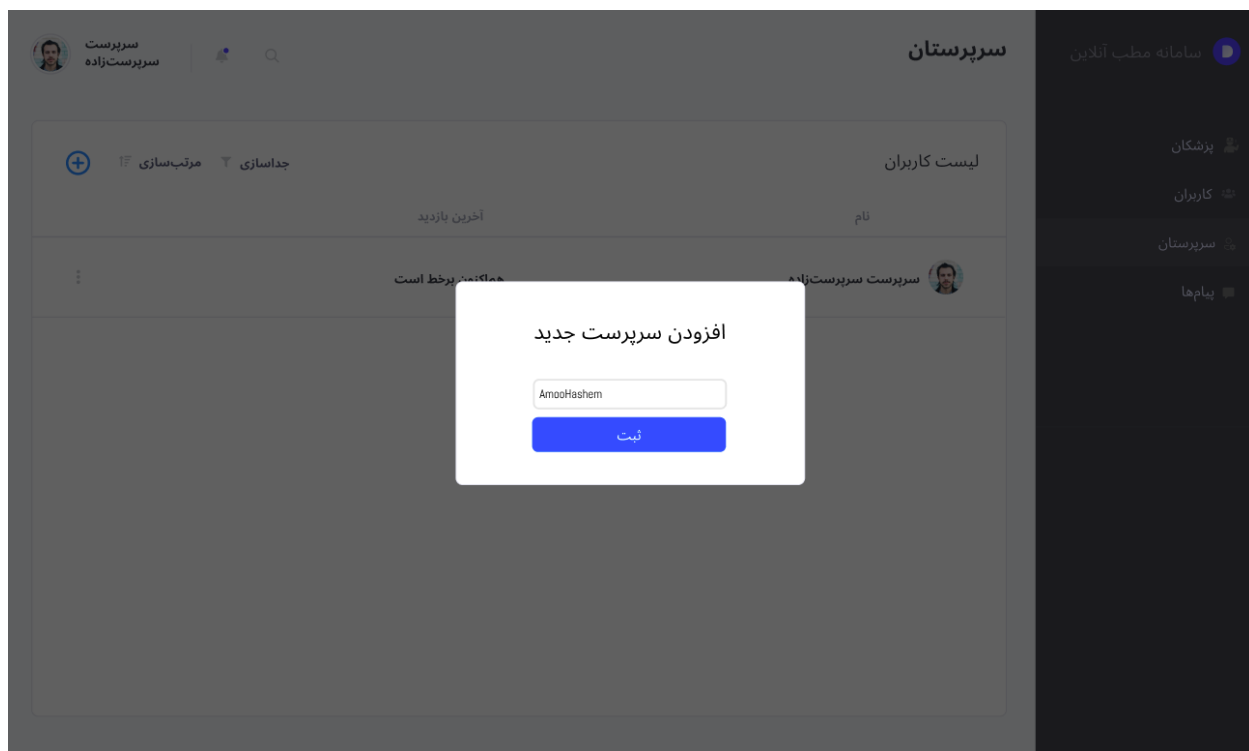 سامانه مطب آنلاین
پزشکان
کاربران
سرپرستان
پیام‌ها
سرپرستان
سرپرست
سرپرست‌زاده
لیست کاربران
جداسازی
مرتب‌سازی
نام
آخرین بازدید
سرپرست سرپرست‌زاده
هم‌اکنون برخط است
افزودن سرپرست جدید
AmooHashem
ثبت